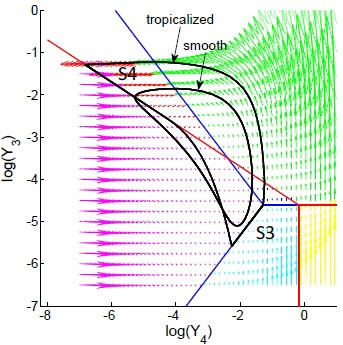 0
tropicalized
-1
smooth
S4
-2
-3
log(Y3)
-4
-5
S3
-6
-7
-8 -6 -4 -2 0
log(Y4)